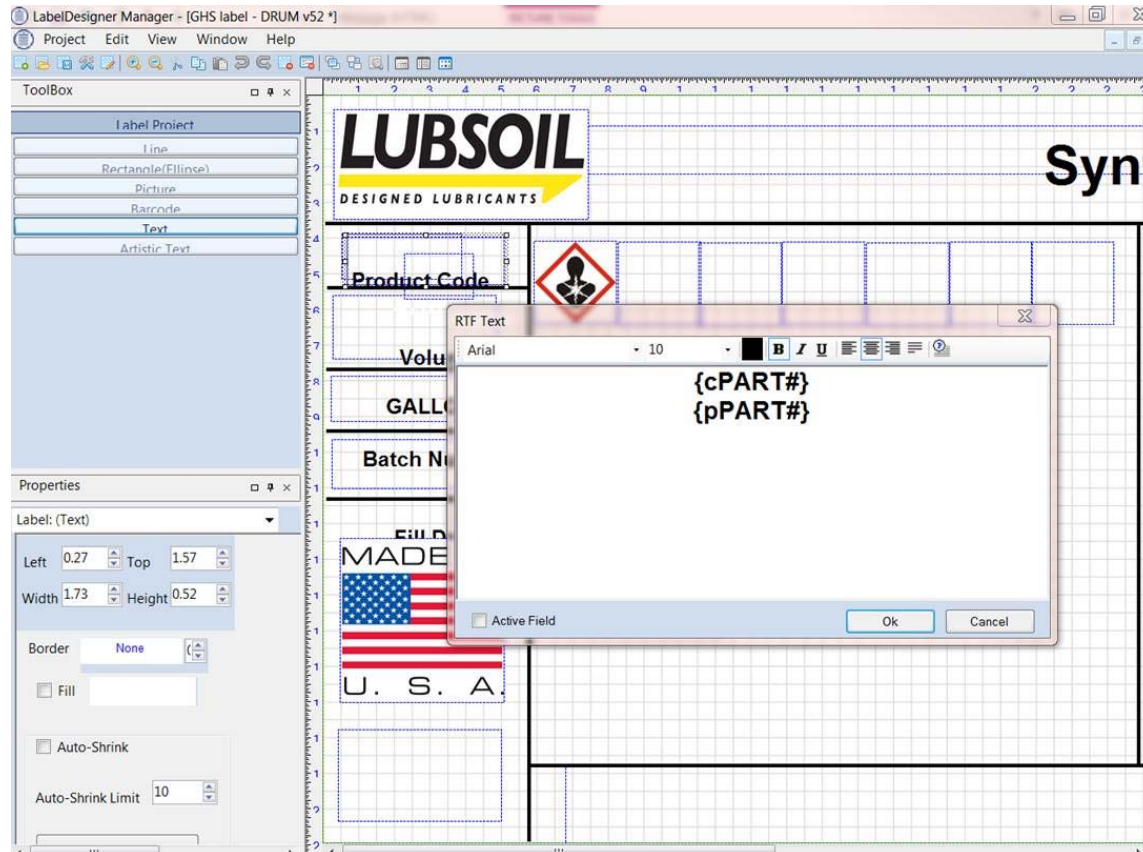 LabelDesigner Manager - [GHS label - DRUM v52 *]
Project Edit View Window Help
ToolBox
Label Project
Line
Rectangle(Ellipse)
Picture
Barcode
Text
Artistic Text
LUBSOIL
DESIGNED LUBRICANTS
Syn
Product Code
Volu
GALL
Batch Nu
Fill D
MADE
U. S. A.
RTF Text
Arial 10 B I U
{cPART#}
{pPART#}
Active Field Ok Cancel
Properties
Label: (Text)
Left 0.27 Top 1.57
Width 1.73 Height 0.52
Border None
Fill
Auto-Shrink
Auto-Shrink Limit 10